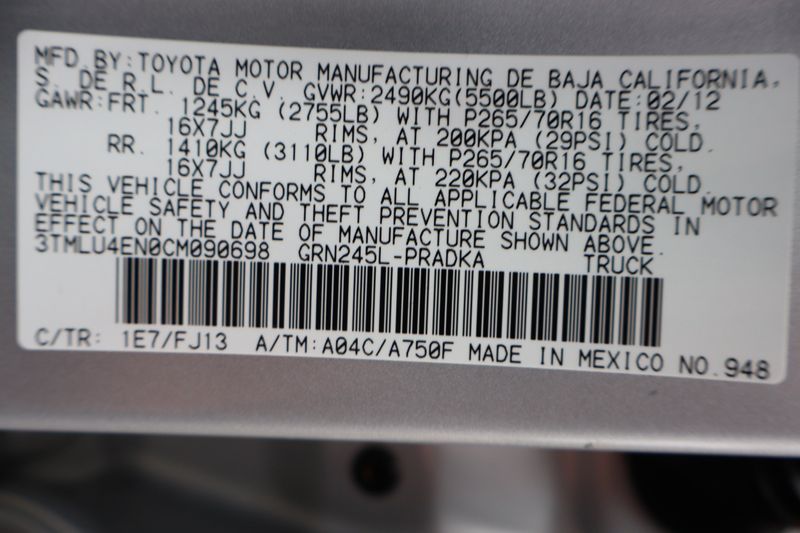 MFD.BY:TOYOTA MOTOR MANUFACTURING DE BAJA CALIFORNIA,
S. DE R.L. DE C.V. GVWR:2490KG(5500LB) DATE:02/12
GAWR:FRT. 1245KG (2755LB) WITH P265/70R16 TIRES,
16X7JJ RIMS, AT 200KPA (29PSI) COLD.
RR. 1410KG (3110LB) WITH P265/70R16 TIRES,
16X7JJ RIMS, AT 220KPA (32PSI) COLD.
THIS VEHICLE CONFORMS TO ALL APPLICABLE FEDERAL MOTOR
VEHICLE SAFETY AND THEFT PREVENTION STANDARDS IN
EFFECT ON THE DATE OF MANUFACTURE SHOWN ABOVE.
3TMLU4EN0CM090698 GRN245L-PRADKA TRUCK
C/TR: 1E7/FJ13 A/TM:A04C/A750F MADE IN MEXICO NO.948